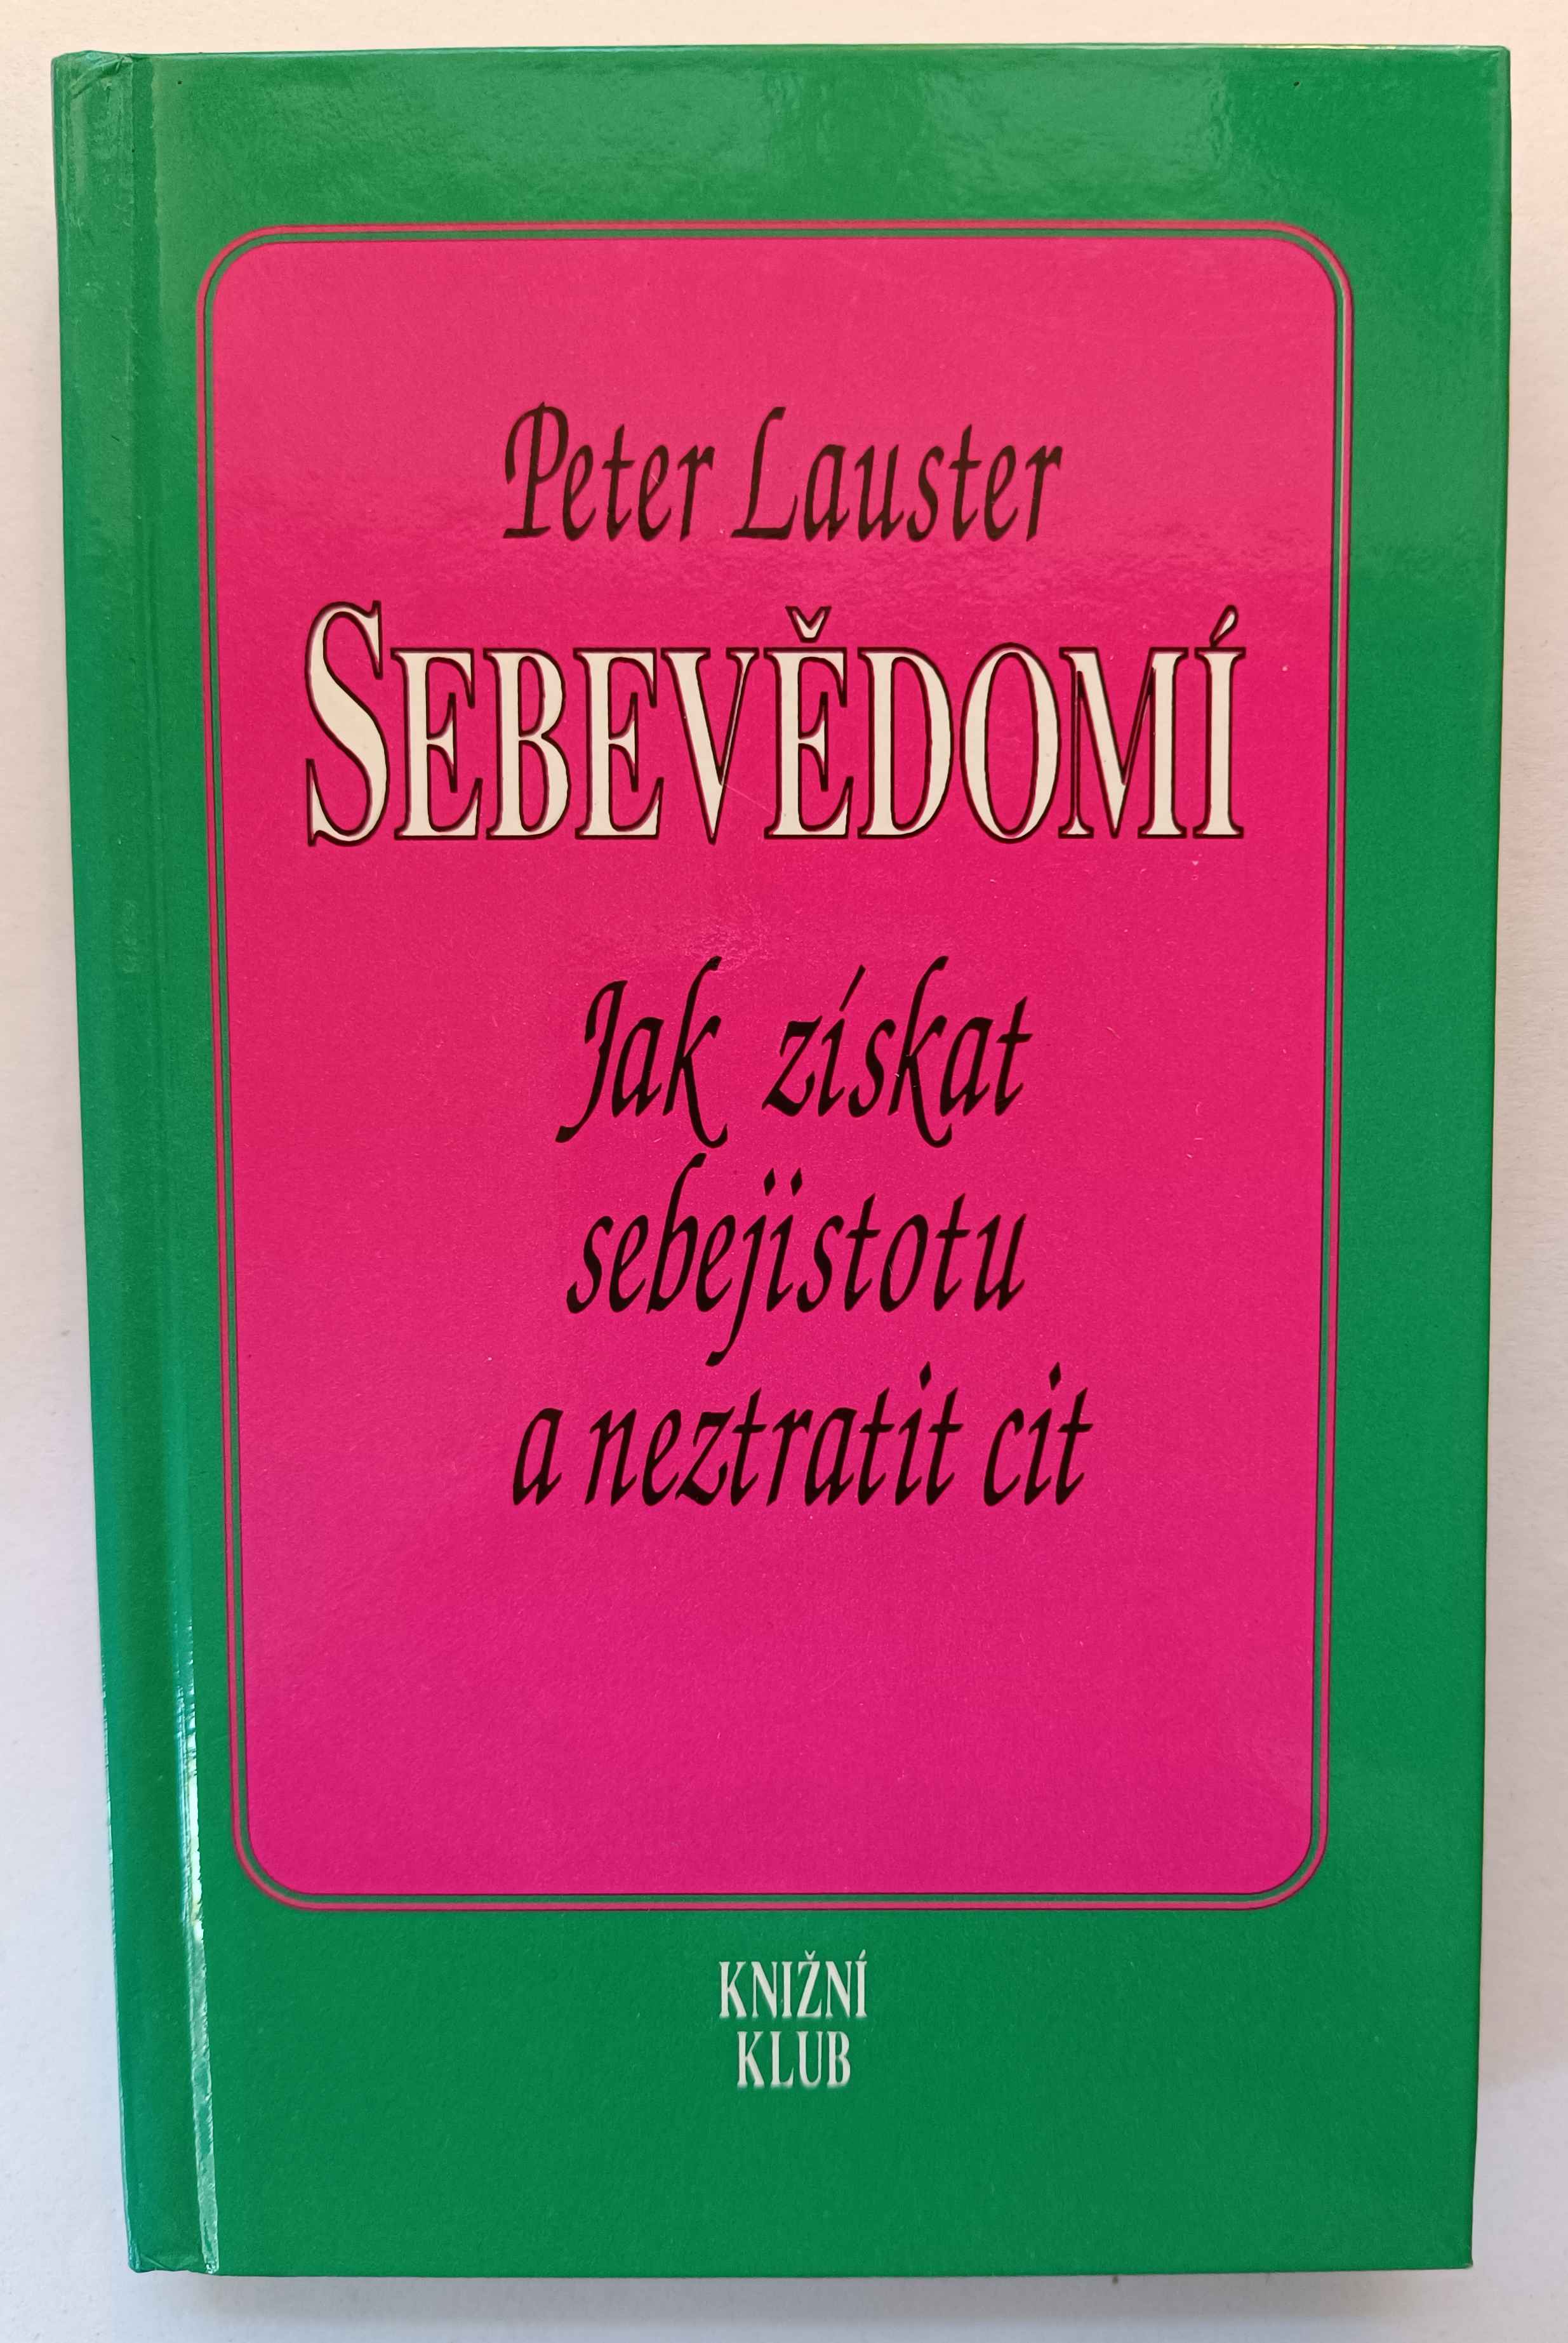 Peter Lauster
SEBEVĚDOMÍ
Jak získat
sebejistotu
a neztratit cit
KNIŽNÍ
KLUB